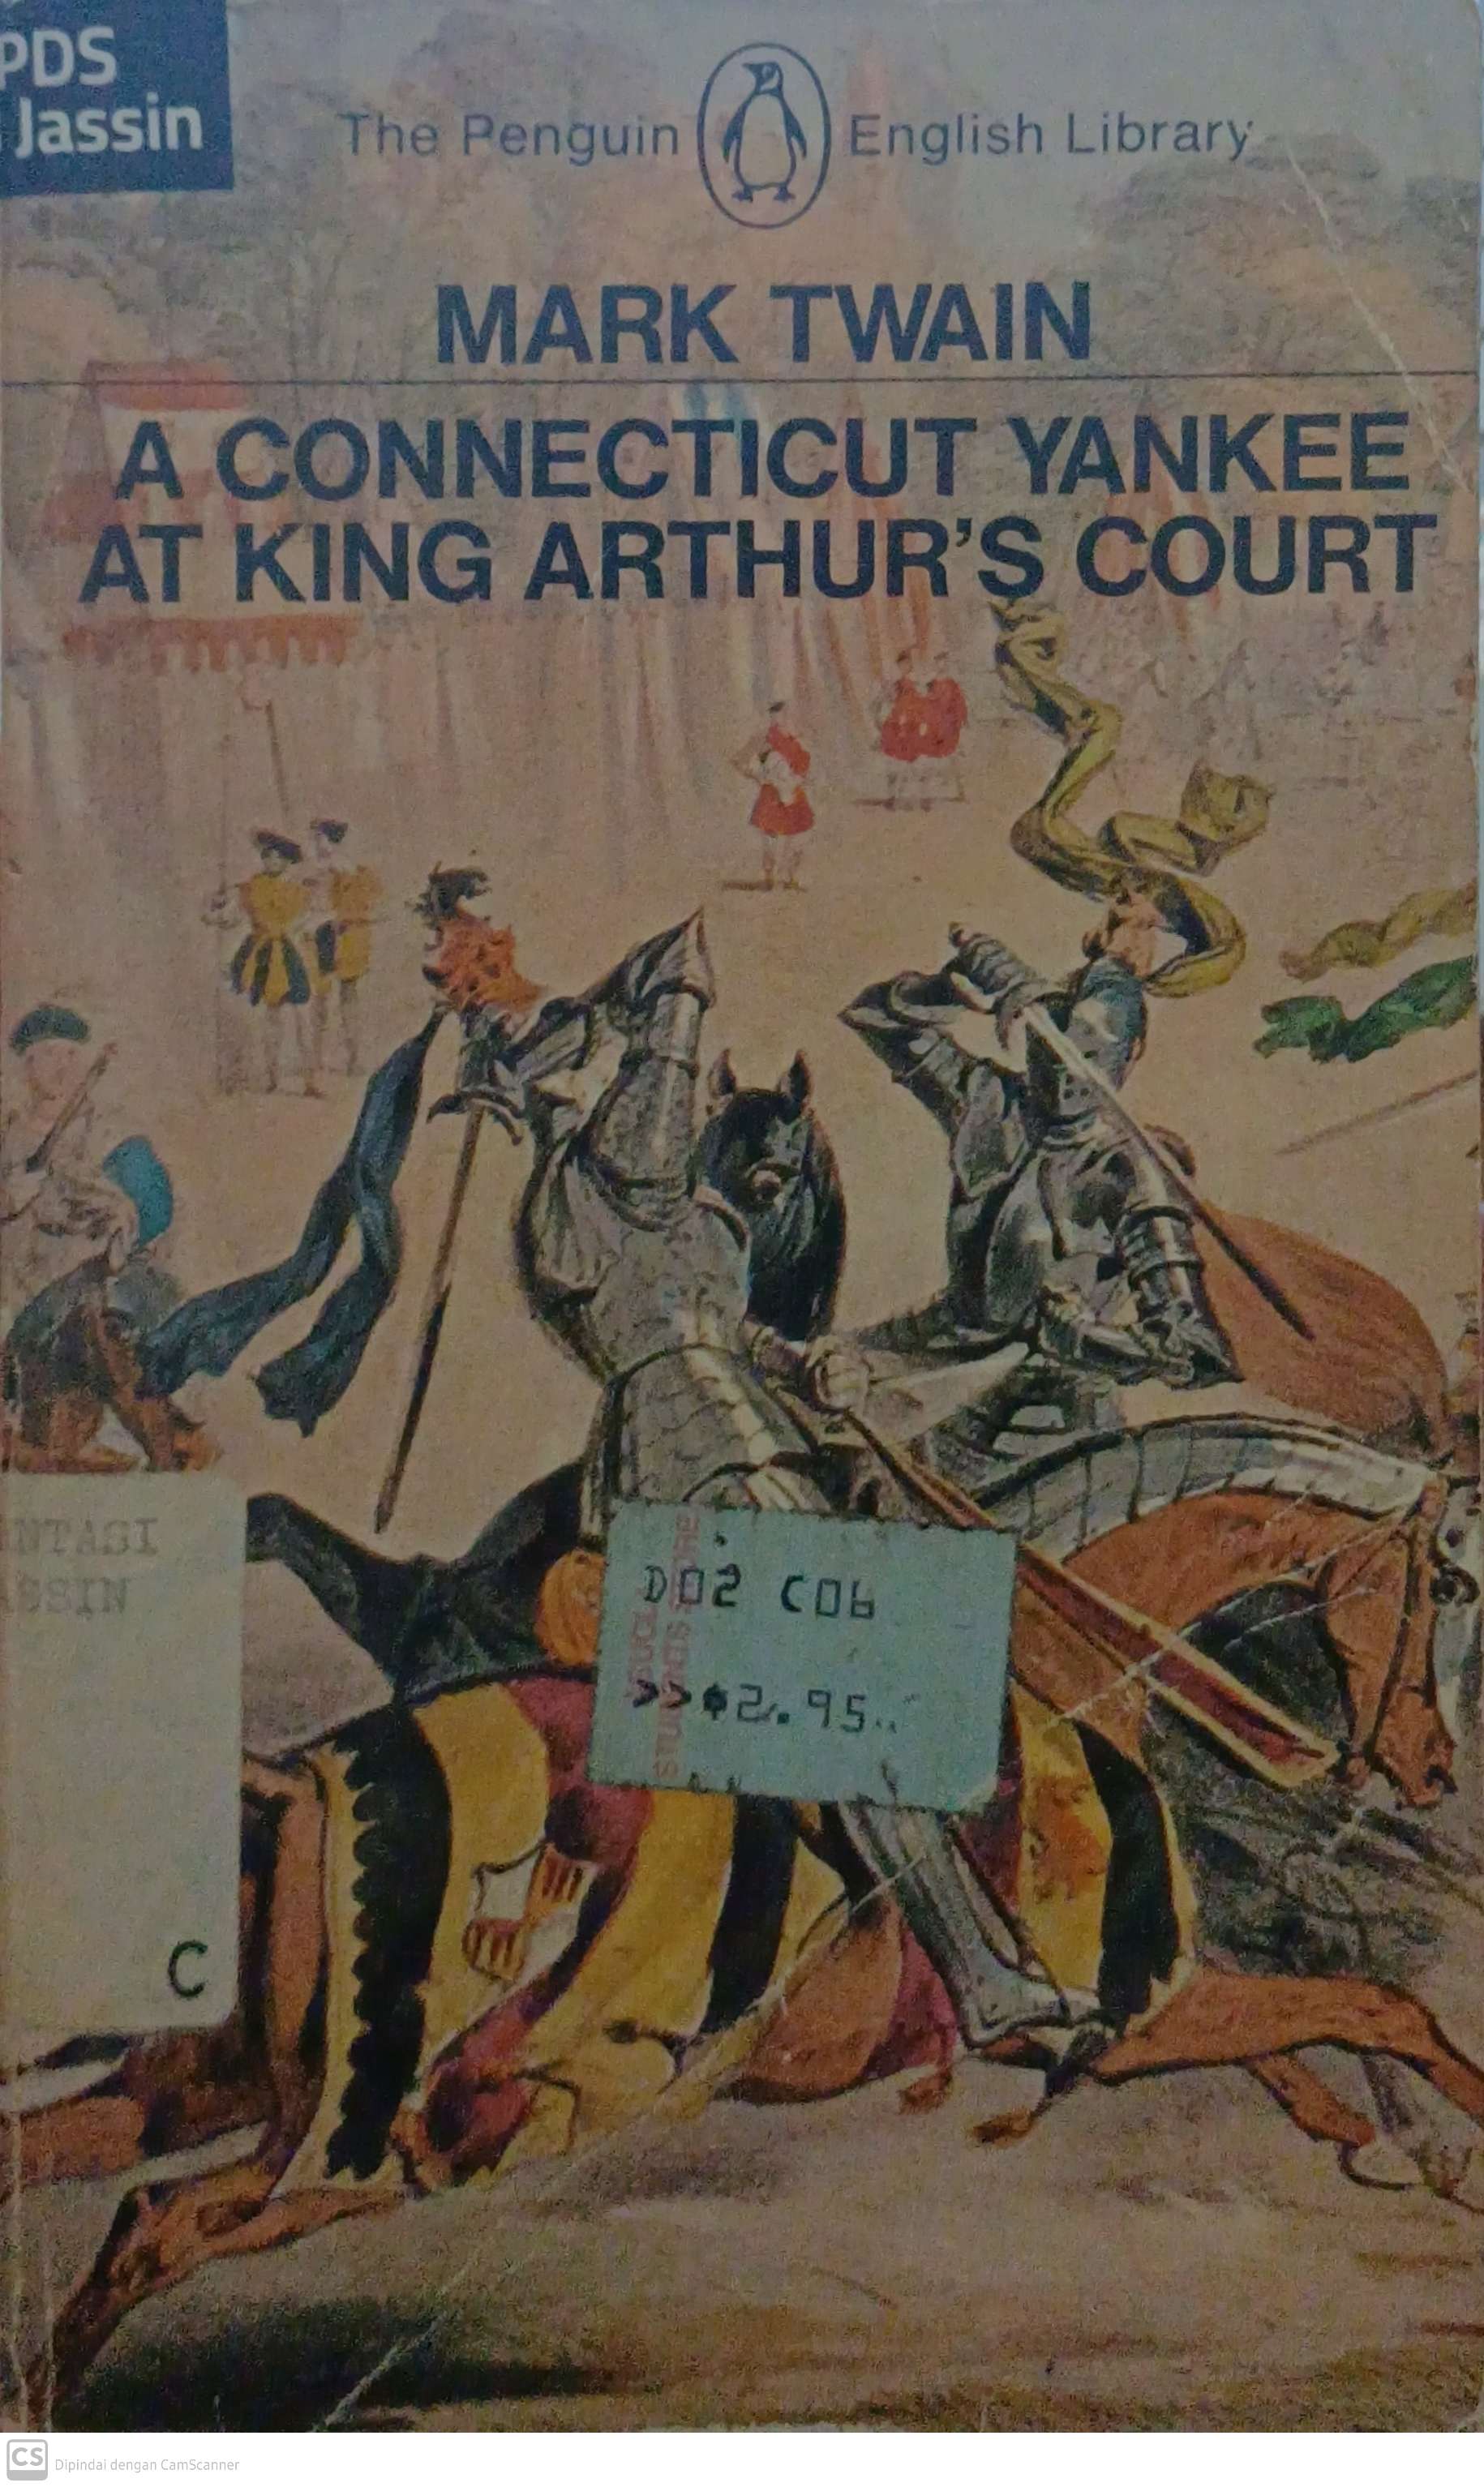 PDS
Jassin
The Penguin English Library
MARK TWAIN
A CONNECTICUT YANKEE
AT KING ARTHUR'S COURT
NTASI
SSIN
D02 C06
>>$2.95
C
CS Dipindai dengan CamScanner